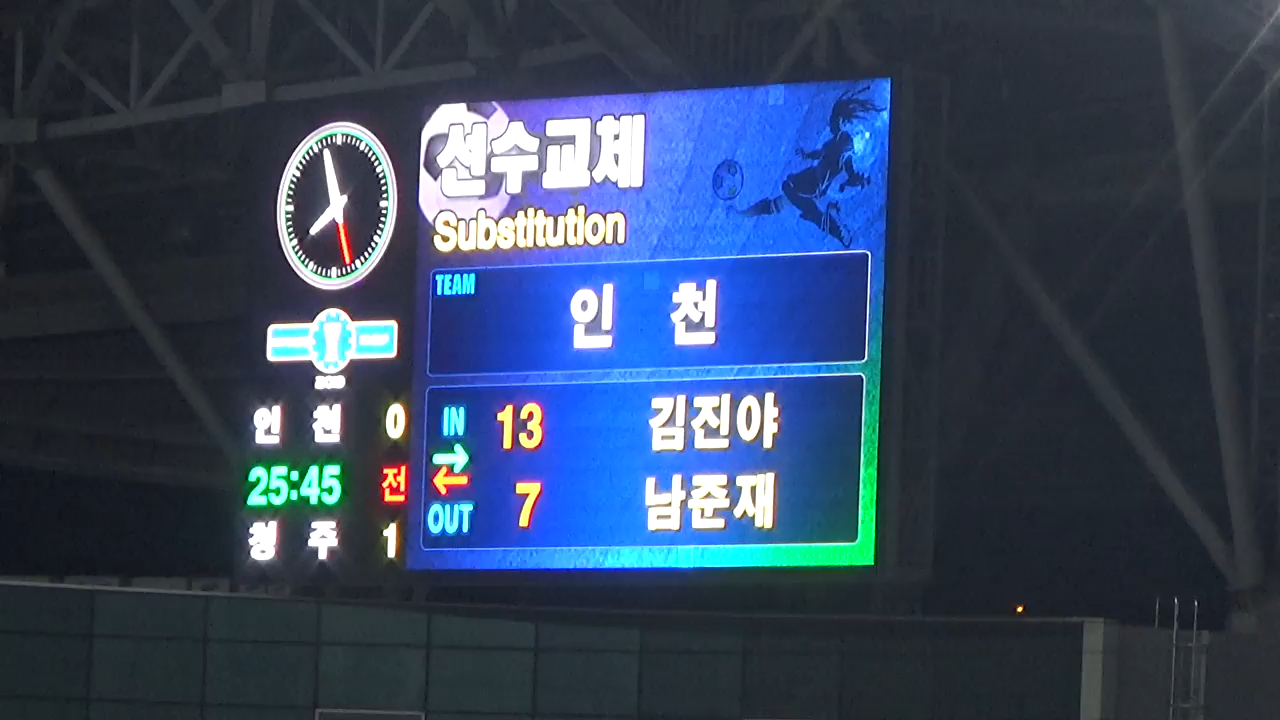 선수교체
Substitution
TEAM
인 천
IN 13 김진야
OUT 7 남준재
인 천 0
25:45 전
청 주 1